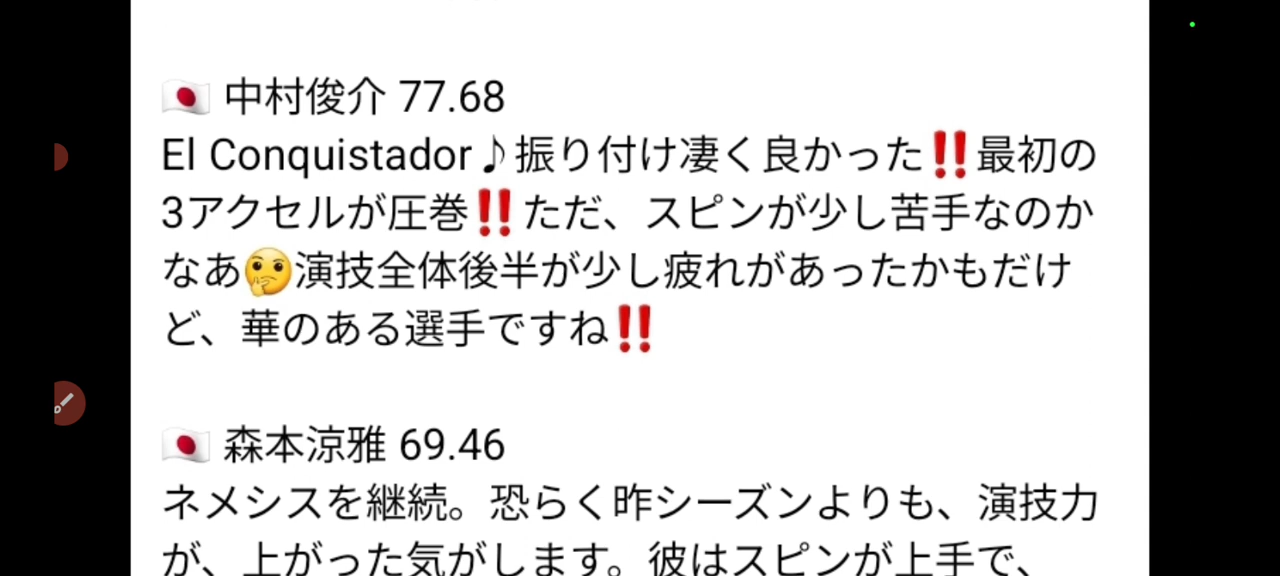 🇯🇵 中村俊介 77.68
El Conquistador♪振り付け凄く良かった‼️最初の
3アクセルが圧巻‼️ただ、スピンが少し苦手なのか
なあ🤔演技全体後半が少し疲れがあったかもだけ
ど、華のある選手ですね‼️
🇯🇵 森本涼雅 69.46
ネメシスを継続。恐らく昨シーズンよりも、演技力
が、上がった気がします。彼はスピンが上手で、